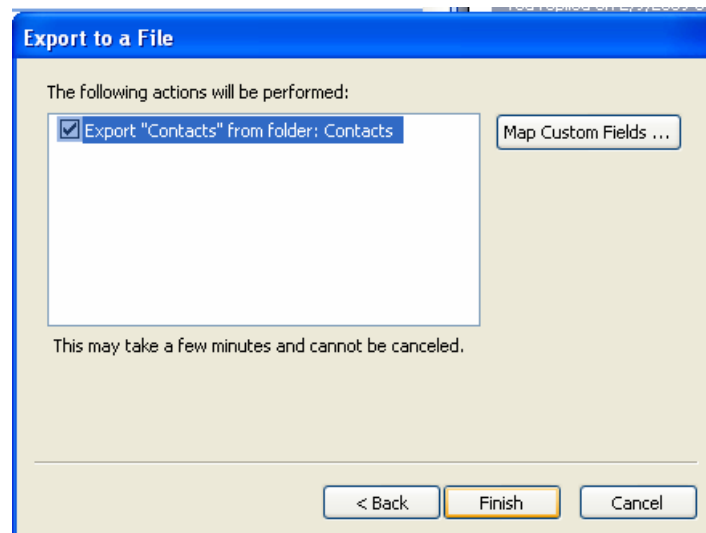 Export to a File
The following actions will be performed:
Export "Contacts" from folder: Contacts
Map Custom Fields ...
This may take a few minutes and cannot be canceled.
< Back
Finish
Cancel